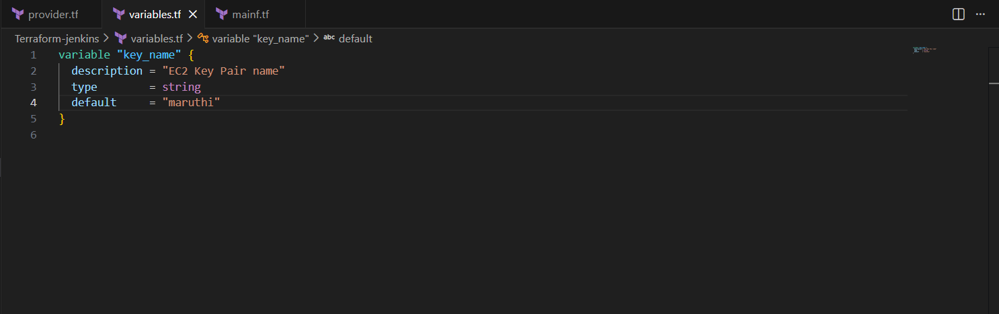 provider.tf variables.tf mainf.tf
Terraform-jenkins > variables.tf > variable "key_name" > abc default
1 variable "key_name" {
2   description = "EC2 Key Pair name"
3   type        = string
4   default     = "maruthi"
5 }
6